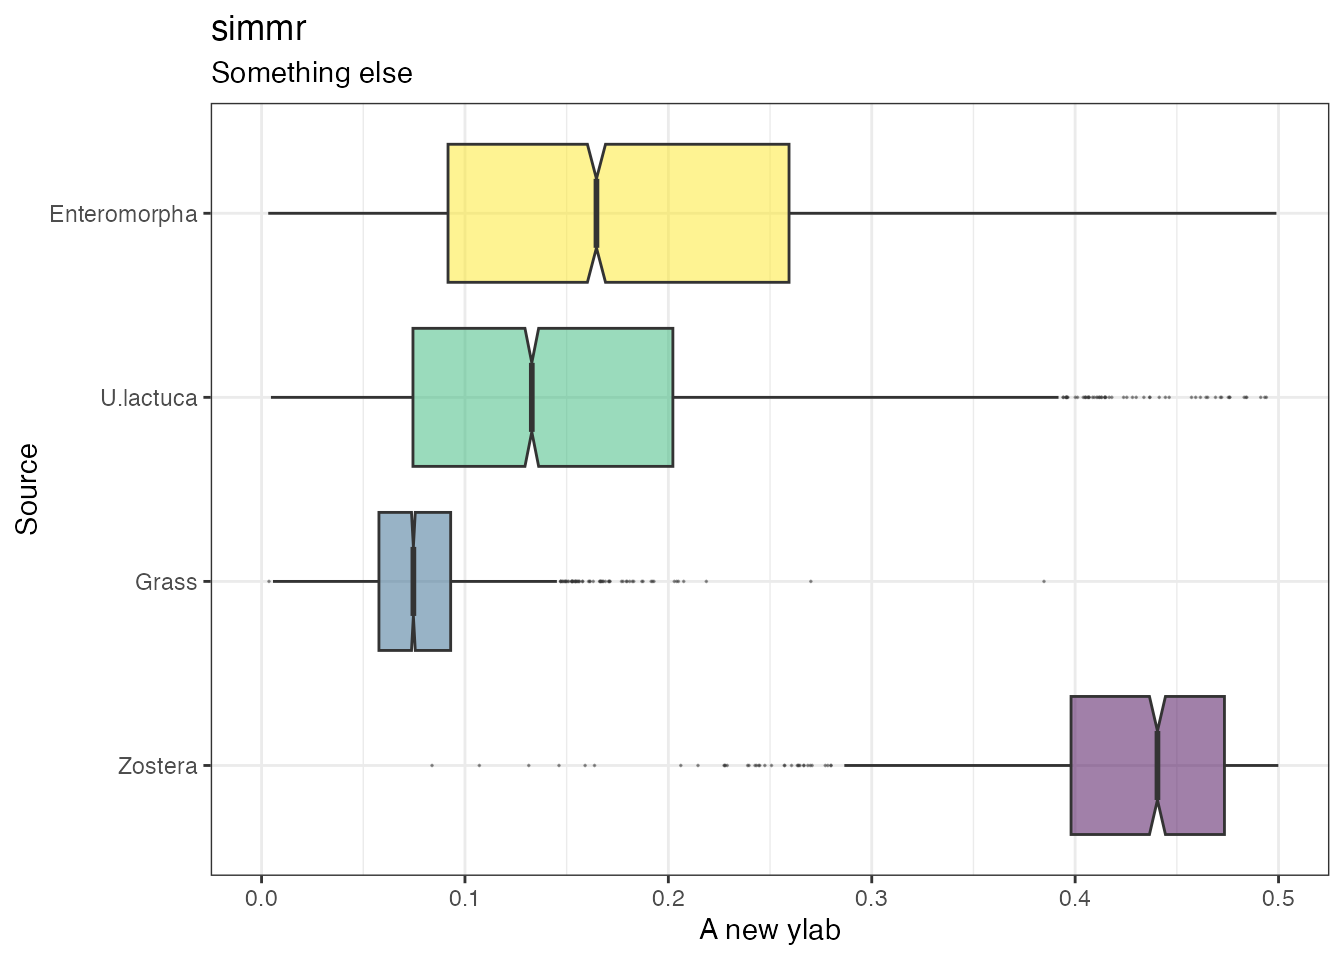 simmr
Something else
Enteromorpha
U.lactuca
Grass
Zostera
Source
0.0 0.1 0.2 0.3 0.4 0.5
A new ylab